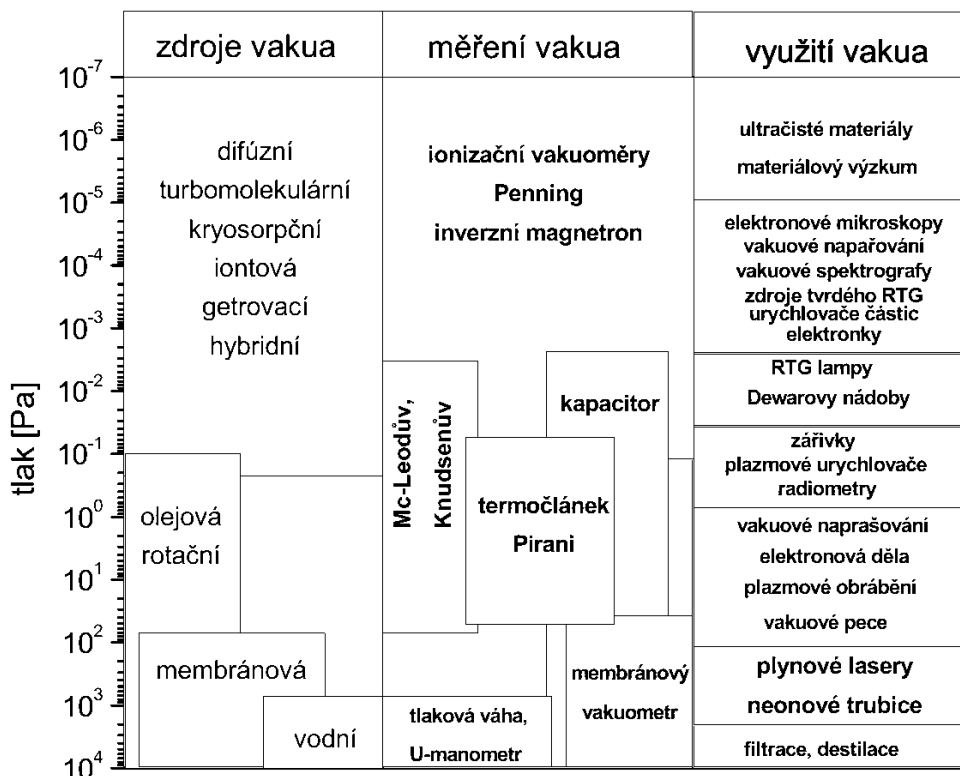 zdroje vakua
měření vakua
využití vakua
tlak [Pa]
10⁻⁷
10⁻⁶
10⁻⁵
10⁻⁴
10⁻³
10⁻²
10⁻¹
10⁰
10¹
10²
10³
10⁴
difúzní
turbomolekulární
kryosorpční
iontová
getrovací
hybridní
olejová
rotační
membránová
vodní
ionizační vakuoměry
Penning
inverzní magnetron
Mc-Leodův,
Knudsenův
kapacitor
termočlánek
Pirani
membránový
vakuometr
tlaková váha,
U-manometr
ultračisté materiály
materiálový výzkum
elektronové mikroskopy
vakuové napařování
vakuové spektrografy
zdroje tvrdého RTG
urychlovače částic
elektronky
RTG lampy
Dewarovy nádoby
zářivky
plazmové urychlovače
radiometry
vakuové naprašování
elektronová děla
plazmové obrábění
vakuové pece
plynové lasery
neonové trubice
filtrace, destilace